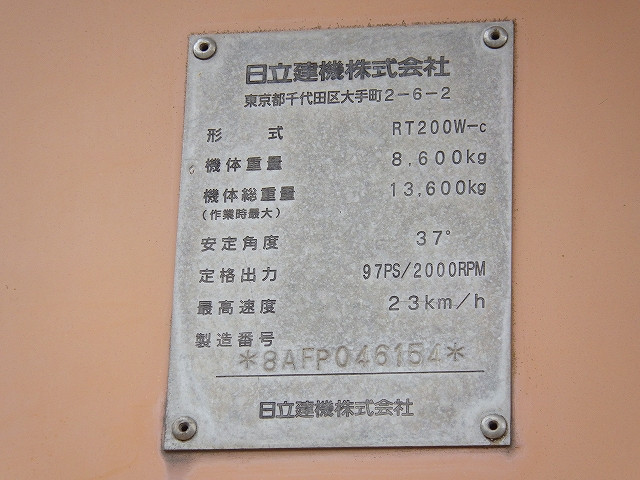 日立建機株式会社
東京都千代田区大手町2-6-2
形式 RT200W-c
機体重量 8,600kg
機体総重量 13,600kg
(作業時最大)
安定角度 37°
定格出力 97PS/2000RPM
最高速度 23km/h
製造番号
*8AFP046154*
日立建機株式会社